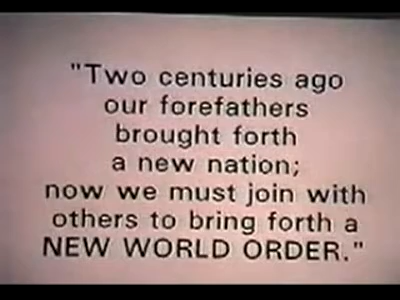 "Two centuries ago
our forefathers
brought forth
a new nation;
now we must join with
others to bring forth a
NEW WORLD ORDER."